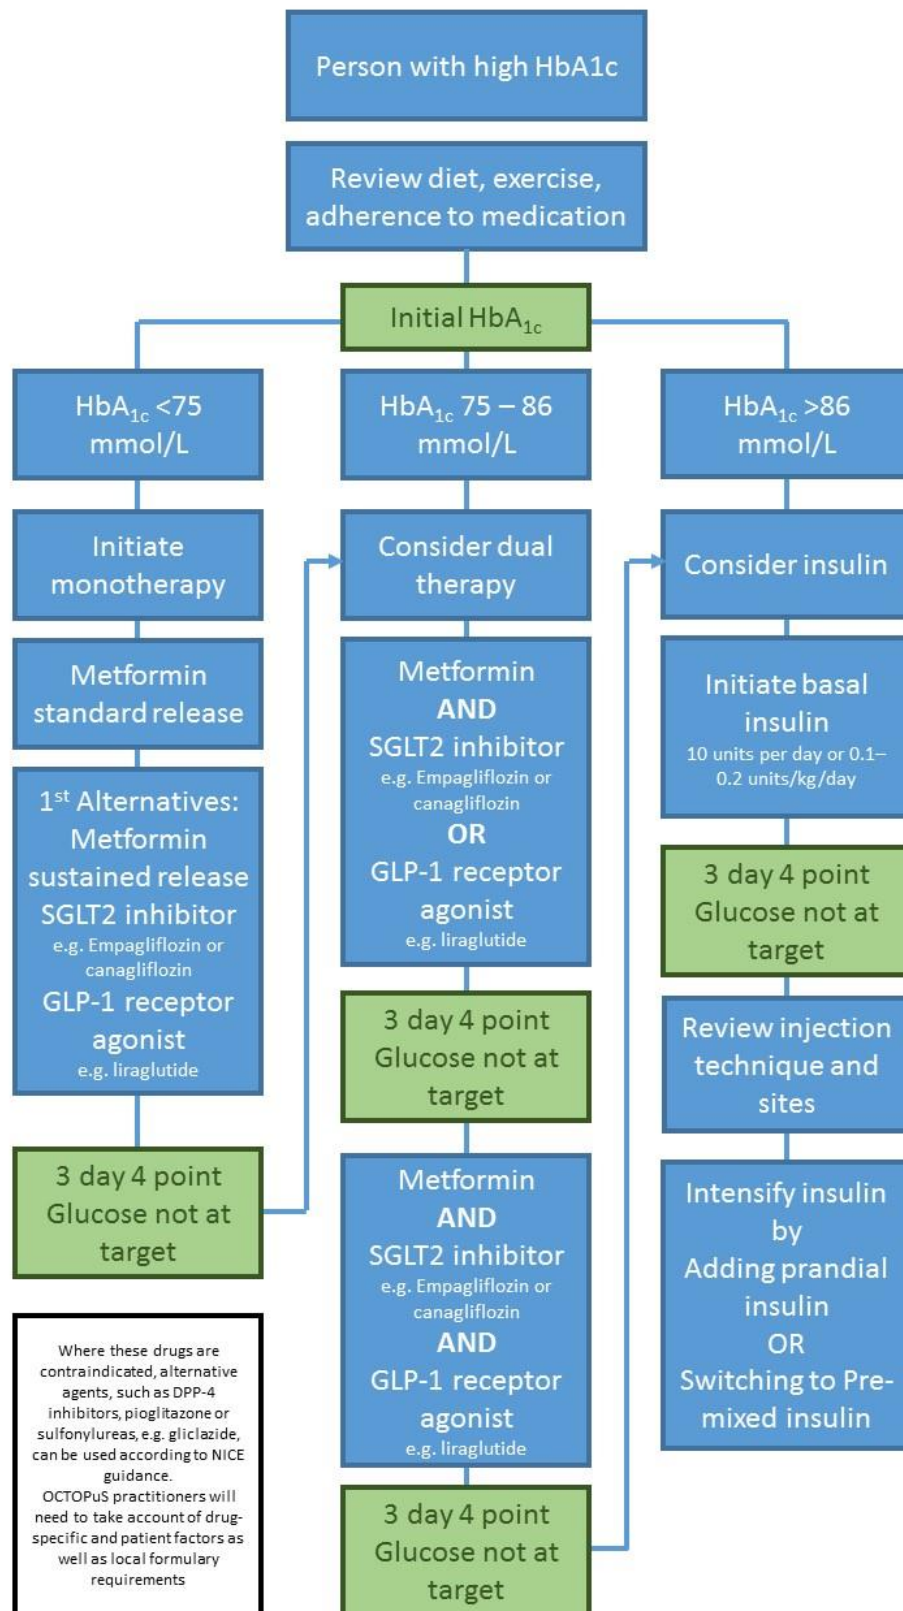 Person with high HbA1c
Review diet, exercise,
adherence to medication
Initial HbA1c
HbA1c <75
mmol/L
Initiate
monotherapy
Metformin
standard release
1st Alternatives:
Metformin
sustained release
SGLT2 inhibitor
e.g. Empagliflozin or
canagliflozin
GLP-1 receptor
agonist
e.g. liraglutide
3 day 4 point
Glucose not at
target
HbA1c 75 – 86
mmol/L
Consider dual
therapy
Metformin
AND
SGLT2 inhibitor
e.g. Empagliflozin or
canagliflozin
OR
GLP-1 receptor
agonist
e.g. liraglutide
3 day 4 point
Glucose not at
target
Metformin
AND
SGLT2 inhibitor
e.g. Empagliflozin or
canagliflozin
AND
GLP-1 receptor
agonist
e.g. liraglutide
3 day 4 point
Glucose not at
target
HbA1c >86
mmol/L
Consider insulin
Initiate basal
insulin
10 units per day or 0.1–
0.2 units/kg/day
3 day 4 point
Glucose not at
target
Review injection
technique and
sites
Intensify insulin
by
Adding prandial
insulin
OR
Switching to Pre-
mixed insulin
Where these drugs are
contraindicated, alternative
agents, such as DPP-4
inhibitors, pioglitazone or
sulfonylureas, e.g. gliclazide,
can be used according to NICE
guidance.
OCTOPuS practitioners will
need to take account of drug-
specific and patient factors as
well as local formulary
requirements